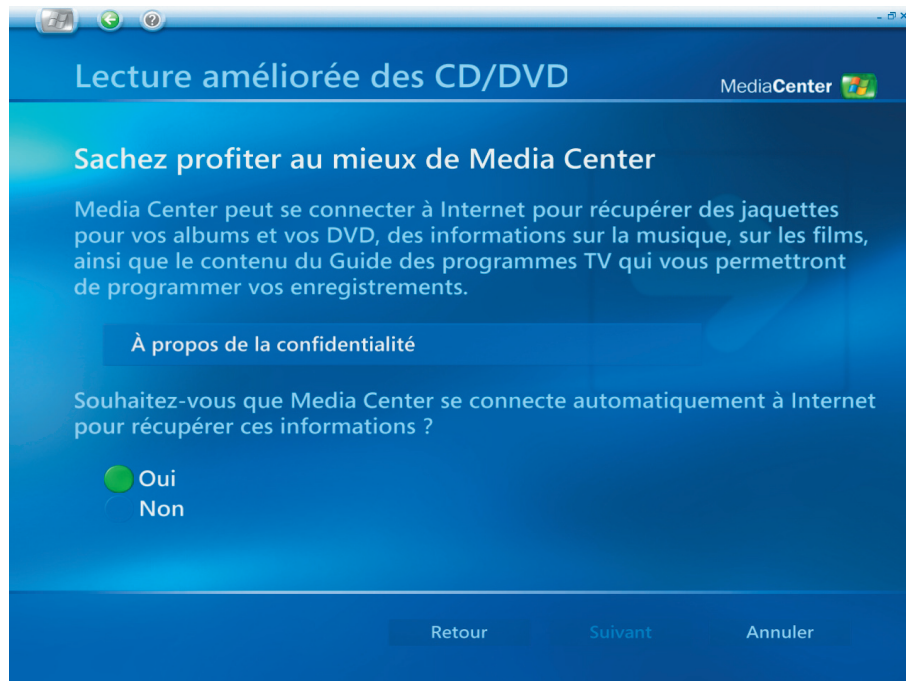 Lecture améliorée des CD/DVD
MediaCenter
Sachez profiter au mieux de Media Center
Media Center peut se connecter à Internet pour récupérer des jaquettes
pour vos albums et vos DVD, des informations sur la musique, sur les films,
ainsi que le contenu du Guide des programmes TV qui vous permettront
de programmer vos enregistrements.
À propos de la confidentialité
Souhaitez-vous que Media Center se connecte automatiquement à Internet
pour récupérer ces informations ?
Oui
Non
Retour Suivant Annuler